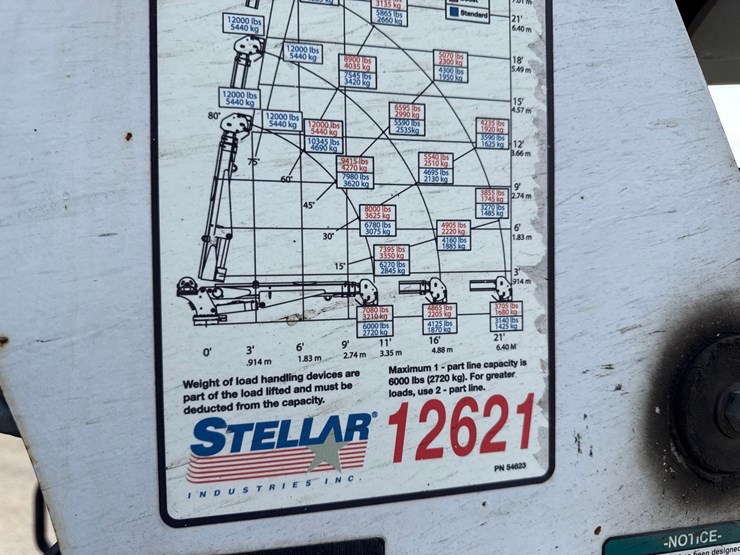 7.01 m
3135 kg
5865 lbs
2660 kg
Standard
21'
6.40 m
12000 lbs
5440 kg
12000 lbs
5440 kg
8900 lbs
4035 kg
7545 lbs
3420 kg
5070 lbs
2300 kg
4300 lbs
1950 kg
18'
5.49 m
12000 lbs
5440 kg
80°
12000 lbs
5440 kg
12000 lbs
5440 kg
10345 lbs
4690 kg
6595 lbs
2990 kg
5590 lbs
2535kg
15'
4.57 m
4235 lbs
1920 kg
3590 lbs
1625 kg
12'
3.66 m
75°
60°
9415 lbs
4270 kg
7980 lbs
3620 kg
5540 lbs
2510 kg
4695 lbs
2130 kg
9'
2.74 m
3855 lbs
1745 kg
3270 lbs
1485 kg
45°
8000 lbs
3625 kg
6780 lbs
3075 kg
30°
4905 lbs
2220 kg
4160 lbs
1885 kg
6'
1.83 m
15°
7395 lbs
3350 kg
6270 lbs
2845 kg
3'
.914 m
7080 lbs
3210 kg
6000 lbs
2720 kg
4865 lbs
2205 kg
4125 lbs
1870 kg
3705 lbs
1680 kg
3140 lbs
1425 kg
0' 3' 6' 9' 11' 16' 21'
.914 m 1.83 m 2.74 m 3.35 m 4.88 m 6.40 M
Weight of load handling devices are
part of the load lifted and must be
deducted from the capacity.
Maximum 1 - part line capacity is
6000 lbs (2720 kg). For greater
loads, use 2 - part line.
STELLAR®
INDUSTRIES INC.
12621
PN 54623
-NOTICE-
been designed